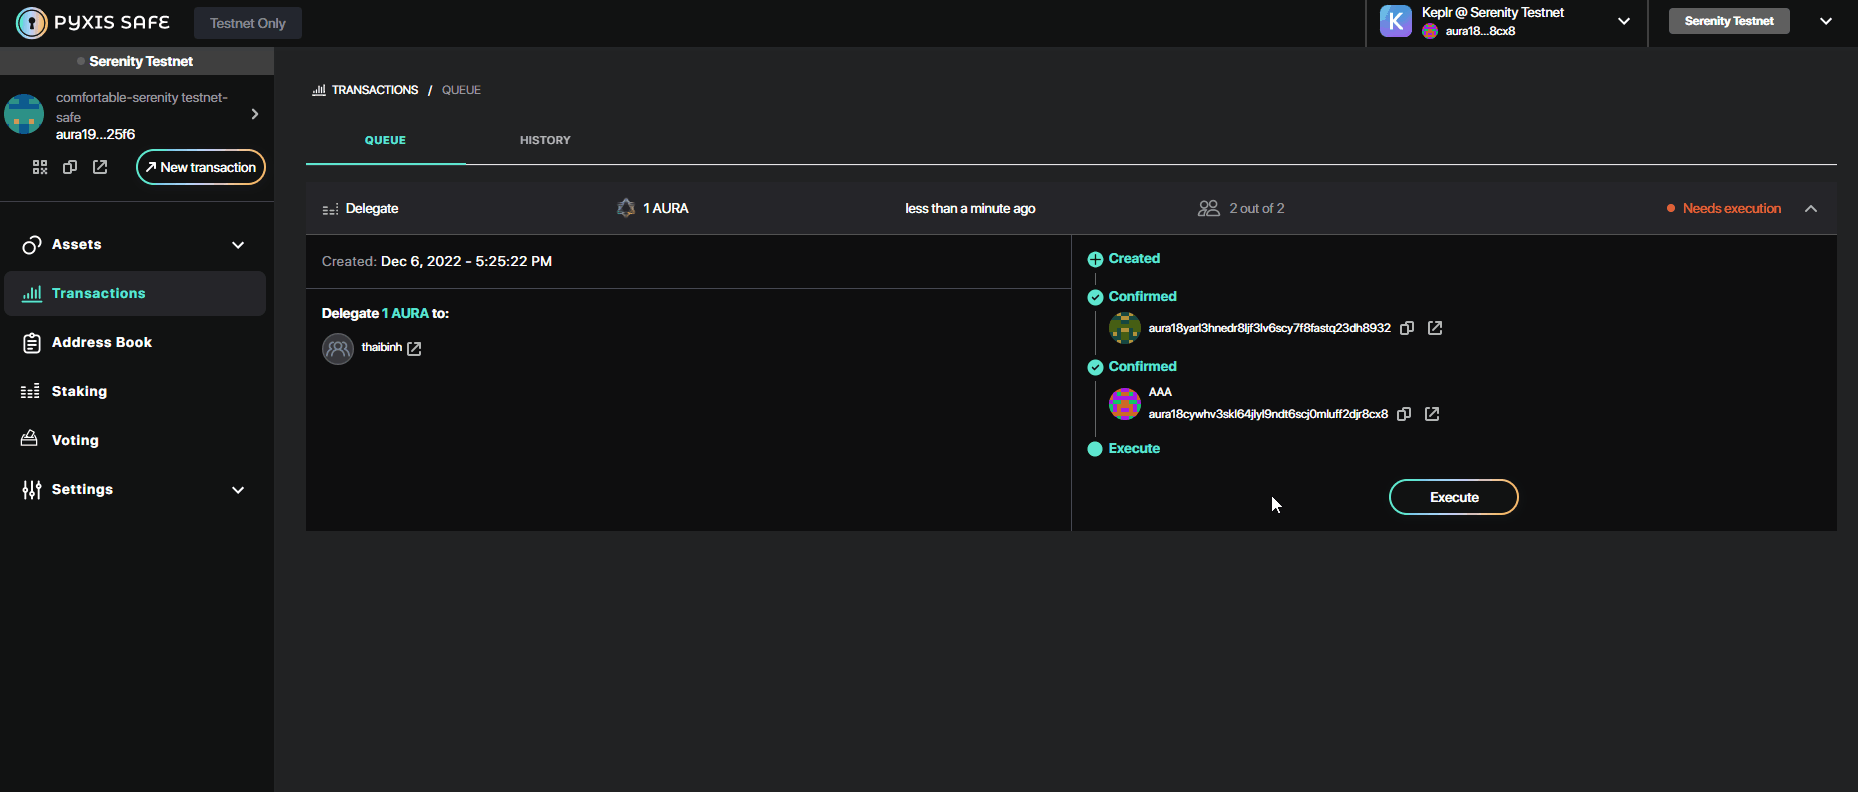 PYXIS SAFE
Testnet Only
Keplr @ Serenity Testnet
aura18...8cx8
Serenity Testnet
Serenity Testnet
comfortable-serenity testnet-
safe
aura19...25f6
New transaction
Assets
Transactions
Address Book
Staking
Voting
Settings
TRANSACTIONS / QUEUE
QUEUE HISTORY
Delegate 1 AURA less than a minute ago 2 out of 2 Needs execution
Created: Dec 6, 2022 - 5:25:22 PM
Delegate 1 AURA to:
thaibinh
Created
Confirmed
aura18yarl3hnedr8ljf3lv6scy7f8fastq23dh8932
Confirmed
AAA
aura18cywhv3skl64jlyl9ndt6scj0mluff2djr8cx8
Execute
Execute